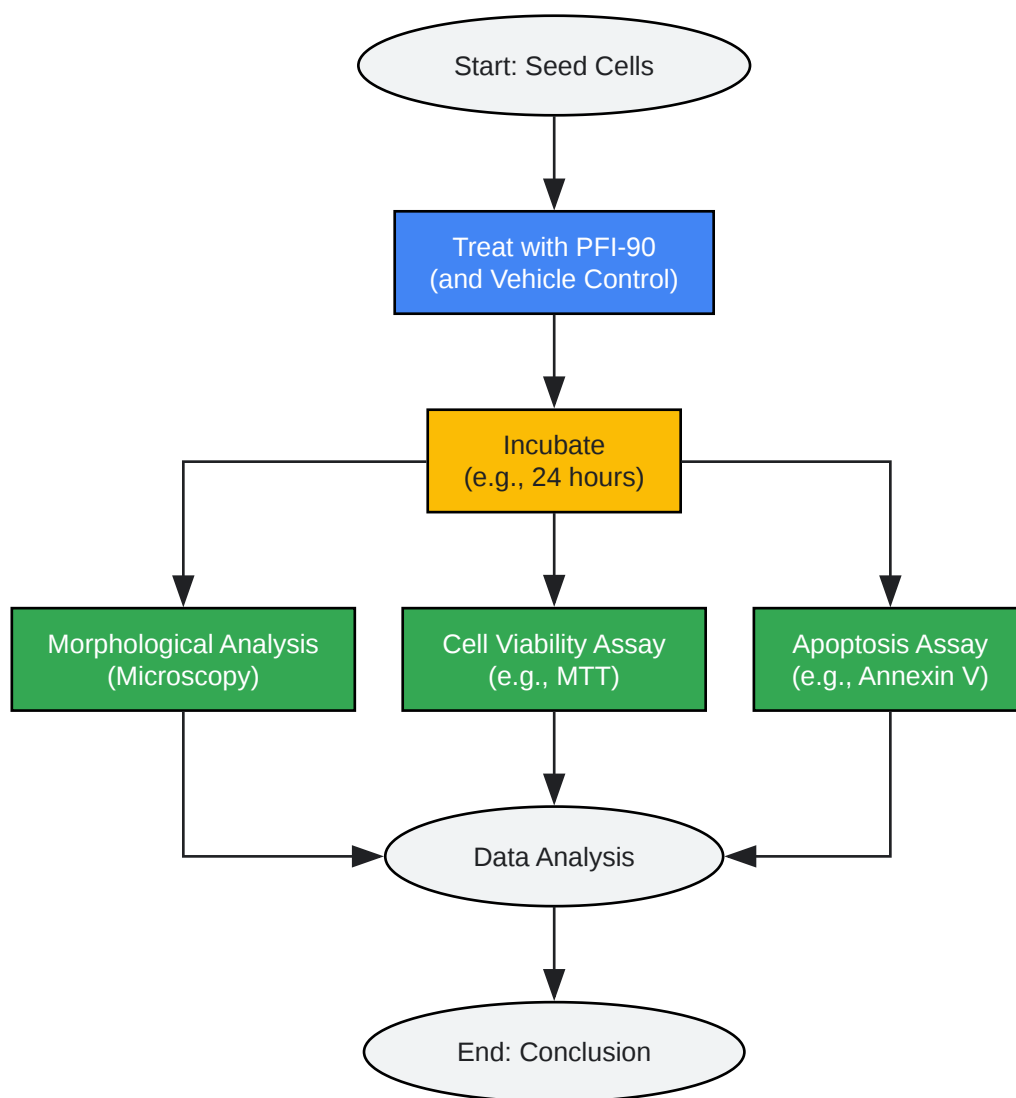 Start: Seed Cells
Treat with PFI-90
(and Vehicle Control)
Incubate
(e.g., 24 hours)
Morphological Analysis
(Microscopy)
Cell Viability Assay
(e.g., MTT)
Apoptosis Assay
(e.g., Annexin V)
Data Analysis
End: Conclusion